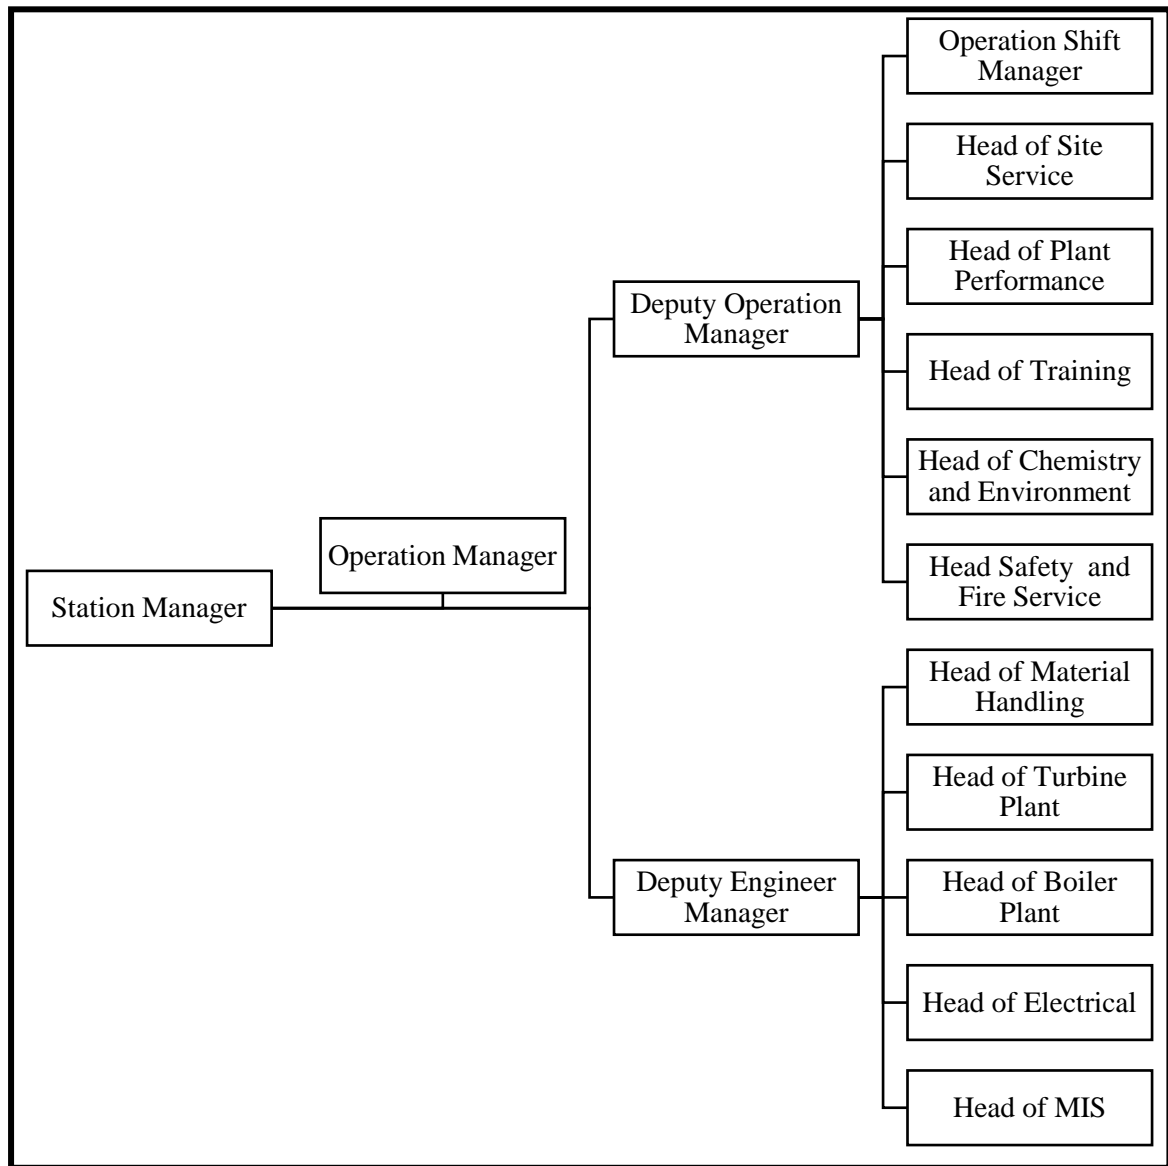 Operation Shift
Manager
Head of Site
Service
Head of Plant
Performance
Deputy Operation
Manager
Head of Training
Head of Chemistry
and Environment
Operation Manager
Head Safety  and
Fire Service
Station Manager
Head of Material
Handling
Head of Turbine
Plant
Deputy Engineer
Manager
Head of Boiler
Plant
Head of Electrical
Head of MIS